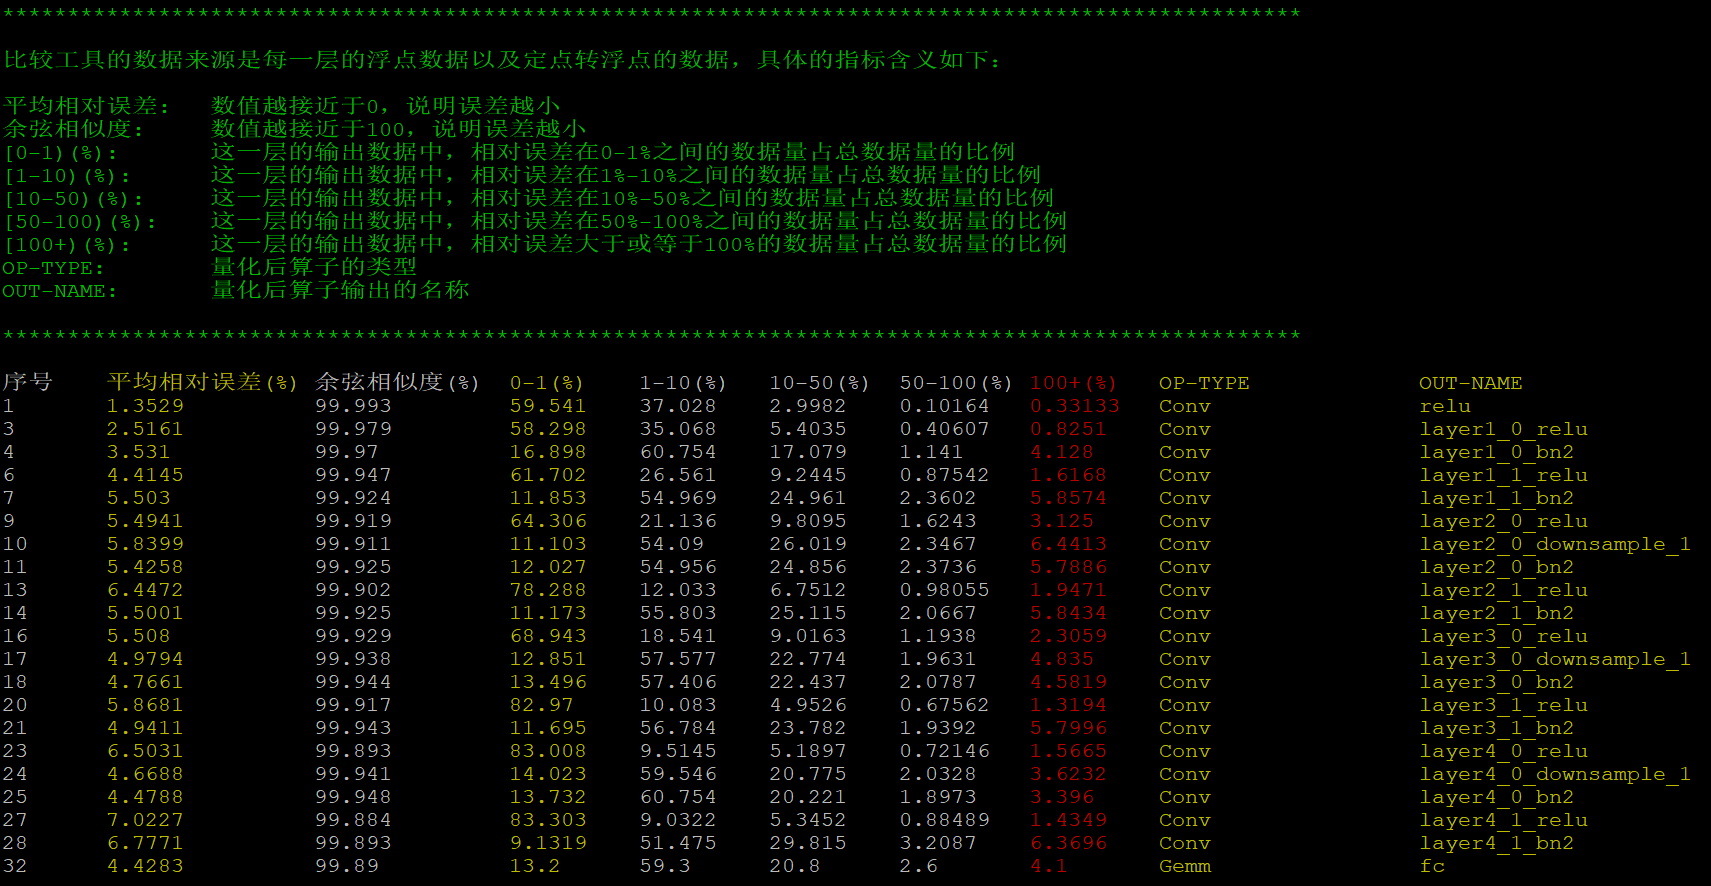 ****************************************************************************************************
比较工具的数据来源是每一层的浮点数据以及定点转浮点的数据，具体的指标含义如下：
平均相对误差： 数值越接近于0，说明误差越小
余弦相似度： 数值越接近于100，说明误差越小
[0-1)(%): 这一层的输出数据中，相对误差在0-1%之间的数据量占总数据量的比例
[1-10)(%): 这一层的输出数据中，相对误差在1%-10%之间的数据量占总数据量的比例
[10-50)(%): 这一层的输出数据中，相对误差在10%-50%之间的数据量占总数据量的比例
[50-100)(%): 这一层的输出数据中，相对误差在50%-100%之间的数据量占总数据量的比例
[100+)(%): 这一层的输出数据中，相对误差大于或等于100%的数据量占总数据量的比例
OP-TYPE: 量化后算子的类型
OUT-NAME: 量化后算子输出的名称
****************************************************************************************************
序号 平均相对误差(%) 余弦相似度(%) 0-1(%) 1-10(%) 10-50(%) 50-100(%) 100+(%) OP-TYPE OUT-NAME
1 1.3529 99.993 59.541 37.028 2.9982 0.10164 0.33133 Conv relu
3 2.5161 99.979 58.298 35.068 5.4035 0.40607 0.8251 Conv layer1_0_relu
4 3.531 99.97 16.898 60.754 17.079 1.141 4.128 Conv layer1_0_bn2
6 4.4145 99.947 61.702 26.561 9.2445 0.87542 1.6168 Conv layer1_1_relu
7 5.503 99.924 11.853 54.969 24.961 2.3602 5.8574 Conv layer1_1_bn2
9 5.4941 99.919 64.306 21.136 9.8095 1.6243 3.125 Conv layer2_0_relu
10 5.8399 99.911 11.103 54.09 26.019 2.3467 6.4413 Conv layer2_0_downsample_1
11 5.4258 99.925 12.027 54.956 24.856 2.3736 5.7886 Conv layer2_0_bn2
13 6.4472 99.902 78.288 12.033 6.7512 0.98055 1.9471 Conv layer2_1_relu
14 5.5001 99.925 11.173 55.803 25.115 2.0667 5.8434 Conv layer2_1_bn2
16 5.508 99.929 68.943 18.541 9.0163 1.1938 2.3059 Conv layer3_0_relu
17 4.9794 99.938 12.851 57.577 22.774 1.9631 4.835 Conv layer3_0_downsample_1
18 4.7661 99.944 13.496 57.406 22.437 2.0787 4.5819 Conv layer3_0_bn2
20 5.8681 99.917 82.97 10.083 4.9526 0.67562 1.3194 Conv layer3_1_relu
21 4.9411 99.943 11.695 56.784 23.782 1.9392 5.7996 Conv layer3_1_bn2
23 6.5031 99.893 83.008 9.5145 5.1897 0.72146 1.5665 Conv layer4_0_relu
24 4.6688 99.941 14.023 59.546 20.775 2.0328 3.6232 Conv layer4_0_downsample_1
25 4.4788 99.948 13.732 60.754 20.221 1.8973 3.396 Conv layer4_0_bn2
27 7.0227 99.884 83.303 9.0322 5.3452 0.88489 1.4349 Conv layer4_1_relu
28 6.7771 99.893 9.1319 51.475 29.815 3.2087 6.3696 Conv layer4_1_bn2
32 4.4283 99.89 13.2 59.3 20.8 2.6 4.1 Gemm fc